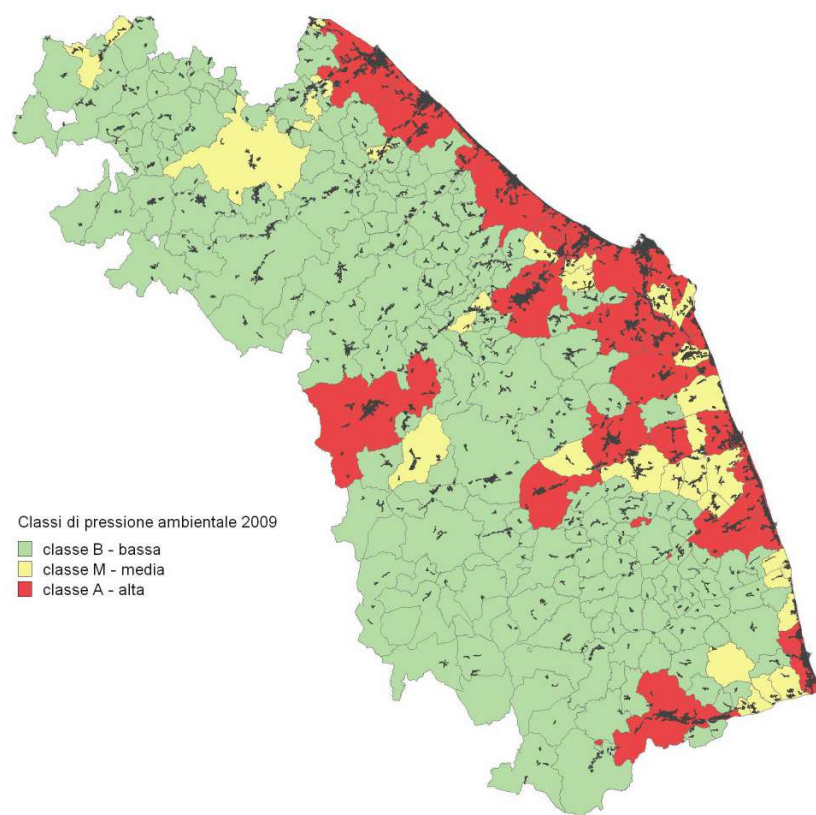 Classi di pressione ambientale 2009
classe B - bassa
classe M - media
classe A - alta